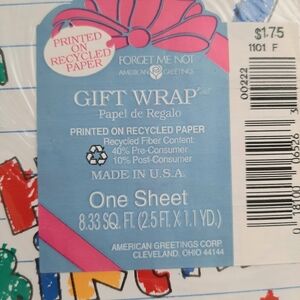 PRINTED
ON
RECYCLED
PAPER
FORGET ME NOT
AMERICAN GREETINGS
$1.75
1101 F
00222
GIFT WRAP
Papel de Regalo
PRINTED ON RECYCLED PAPER
Recycled Fiber Content:
40% Pre-Consumer
10% Post-Consumer
MADE IN U.S.A.
One Sheet
8.33 SQ. FT. (2.5 FT. X 1.1 YD.)
AMERICAN GREETINGS CORP.
CLEVELAND, OHIO 44144